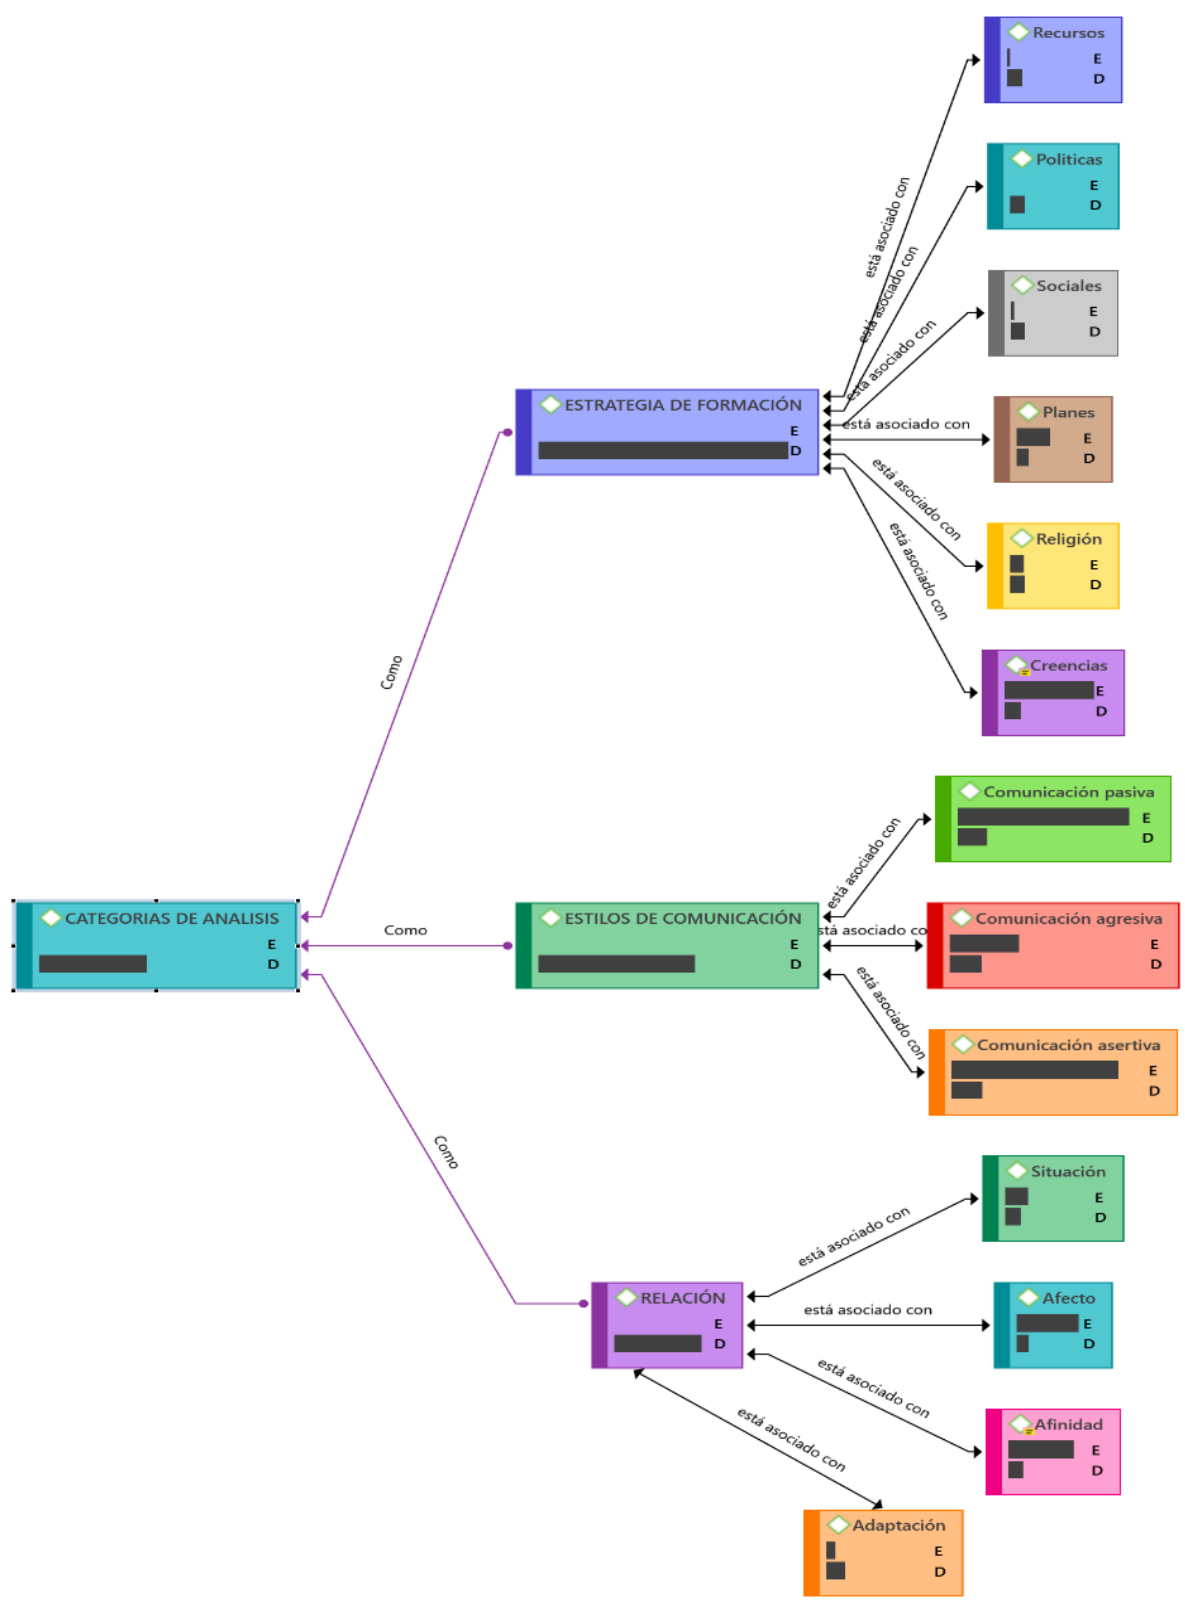 Recursos
E
D
está asociado con
Politicas
E
D
está asociado con
Sociales
E
D
está asociado con
ESTRATEGIA DE FORMACIÓN
E
D
está asociado con
Planes
E
D
está asociado con
Religión
E
D
está asociado con
Creencias
E
D
Como
Comunicación pasiva
E
D
está asociado con
CATEGORIAS DE ANALISIS
E
D
Como
ESTILOS DE COMUNICACIÓN
E
D
stá asociado co
Comunicación agresiva
E
D
está asociado con
Comunicación asertiva
E
D
Como
Situación
E
D
está asociado con
RELACIÓN
E
D
está asociado con
Afecto
E
D
está asociado con
Afinidad
E
D
está asociado con
Adaptación
E
D